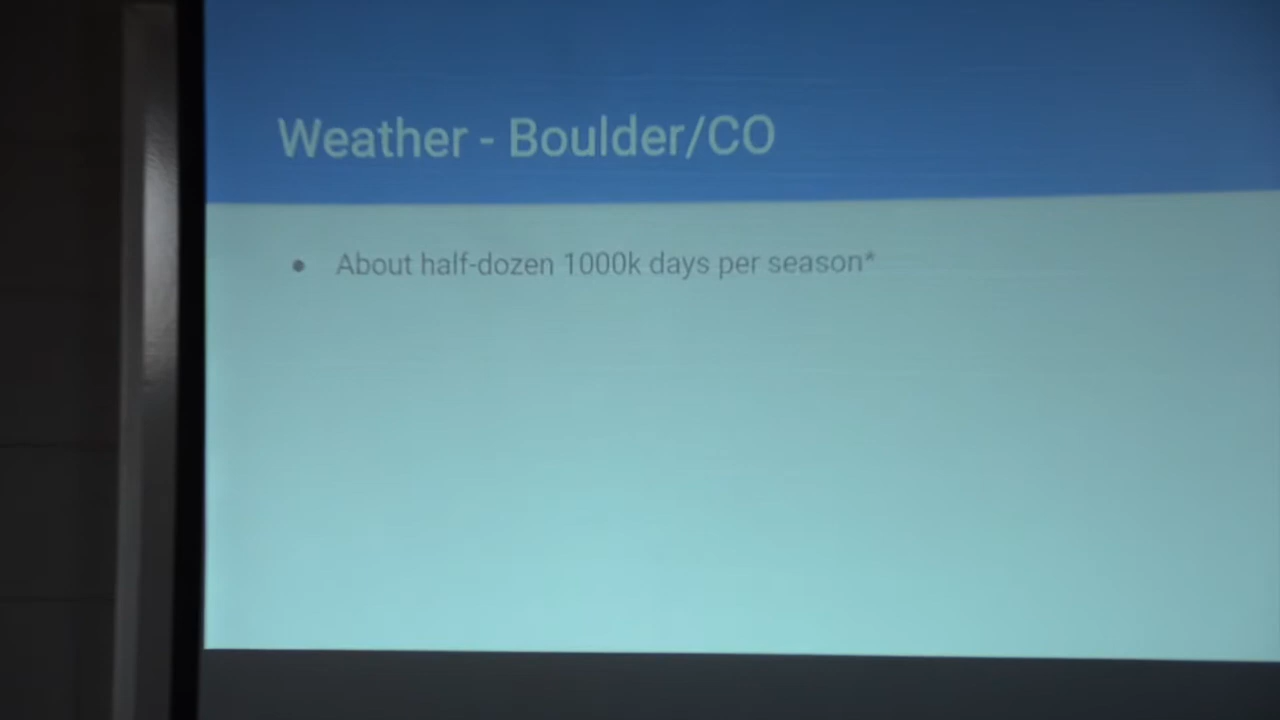 Weather - Boulder/CO
● About half-dozen 1000k days per season*